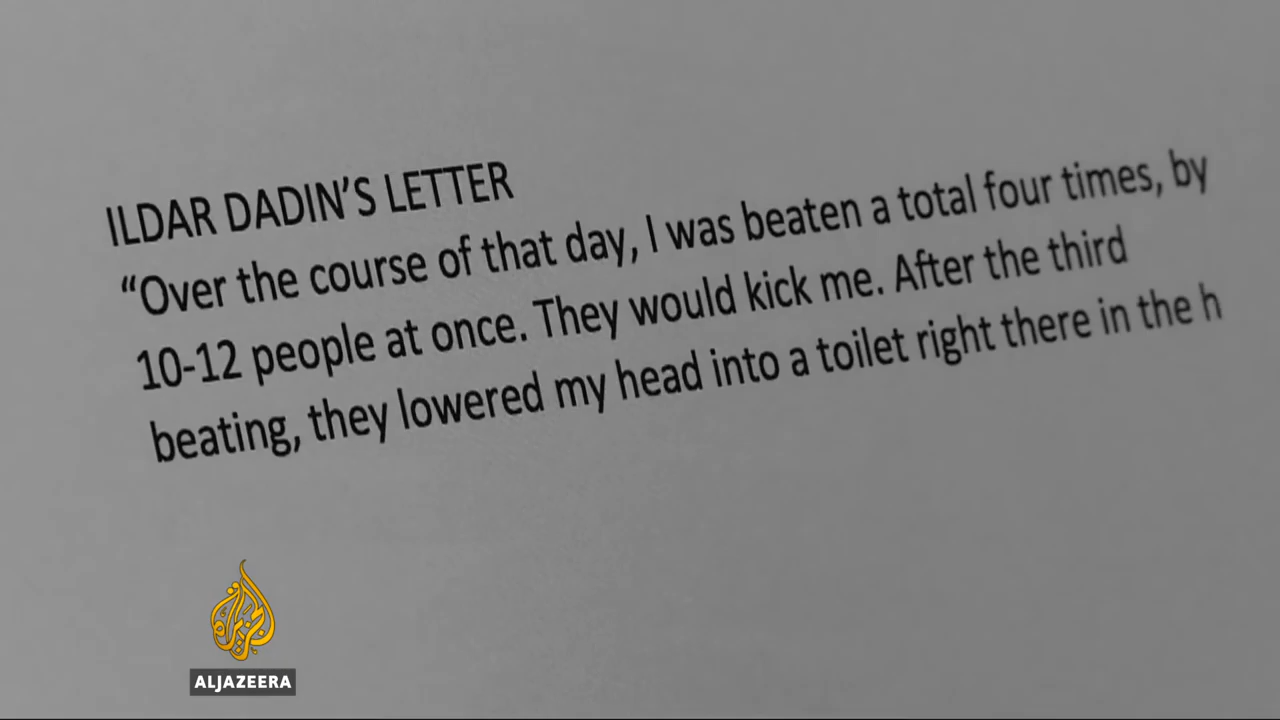 ILDAR DADIN'S LETTER
“Over the course of that day, I was beaten a total four times, by
10-12 people at once. They would kick me. After the third
beating, they lowered my head into a toilet right there in the h
الجزيرة
ALJAZEERA